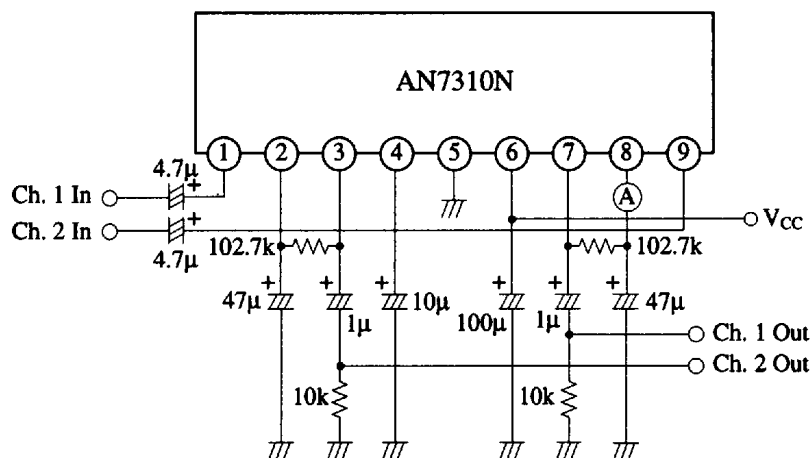 AN7310N
1 2 3 4 5 6 7 8 9
4.7μ
+
A
Ch. 1 In
+
VCC
Ch. 2 In
102.7k
102.7k
4.7μ
+ + + + + +
47μ 1μ 10μ 100μ 1μ 47μ
Ch. 1 Out
Ch. 2 Out
10k 10k